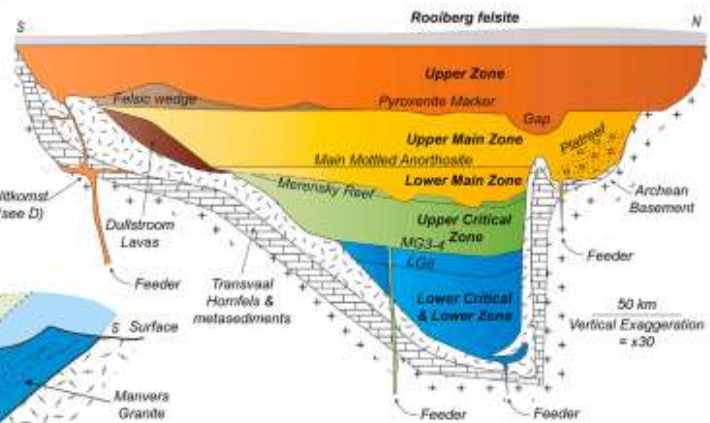 Rooiberg felsite
S
N
Upper Zone
Felsic wedge
Pyroxenite Marker
Gap
Upper Main Zone
Platreef
Main Mottled Anorthosite
Lower Main Zone
Merensky Reef
(see D)
Dullstroom
Lavas
Upper Critical
Zone
Archean
Basement
MG3-4
LG6
Feeder
Feeder
Transvaal
Hornfels &
metasediments
Lower Critical
& Lower Zone
50 km
Vertical Exaggeration
= x30
S Surface
Manvers
Granite
Feeder
Feeder